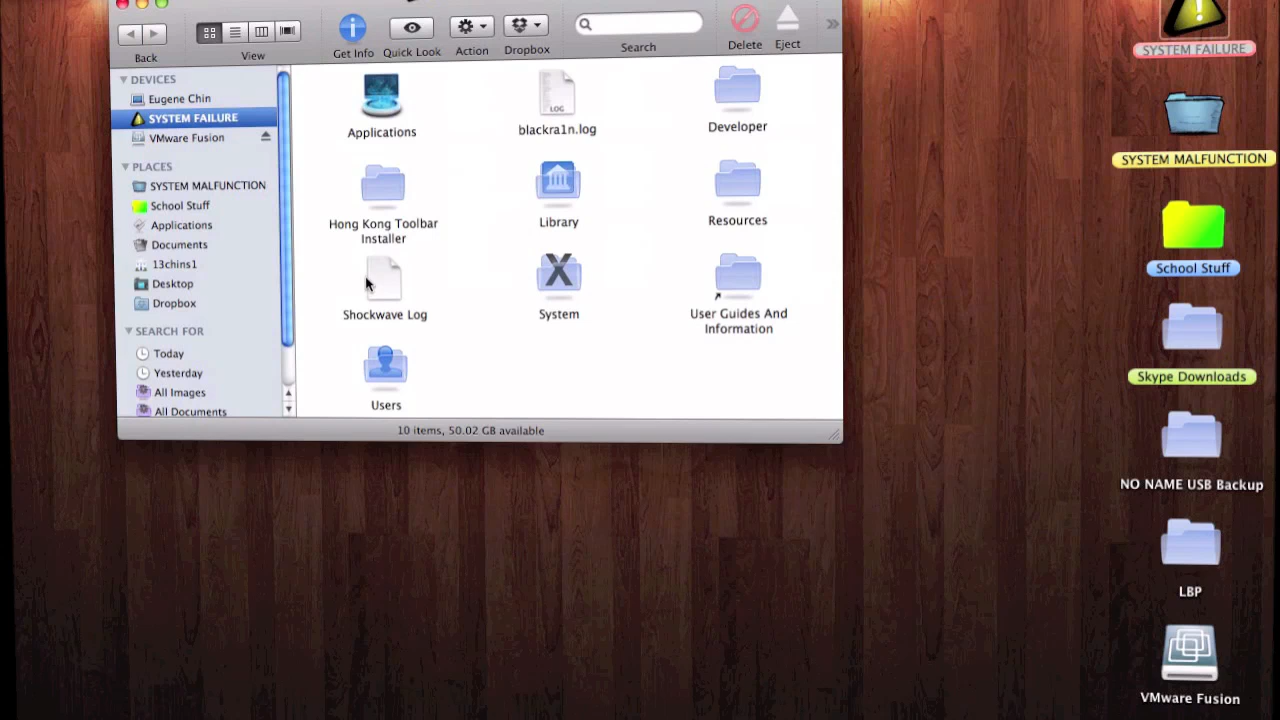 Back
View
Get Info
Quick Look
Action
Dropbox
Search
Delete
Eject
DEVICES
Eugene Chin
SYSTEM FAILURE
VMware Fusion
PLACES
SYSTEM MALFUNCTION
School Stuff
Applications
Documents
13chins1
Desktop
Dropbox
SEARCH FOR
Today
Yesterday
All Images
All Documents
Applications
LOG
blackra1n.log
Developer
Hong Kong Toolbar
Installer
Library
Resources
Shockwave Log
X
System
User Guides And
Information
Users
10 items, 50.02 GB available
SYSTEM FAILURE
SYSTEM MALFUNCTION
School Stuff
Skype Downloads
NO NAME USB Backup
LBP
VMware Fusion